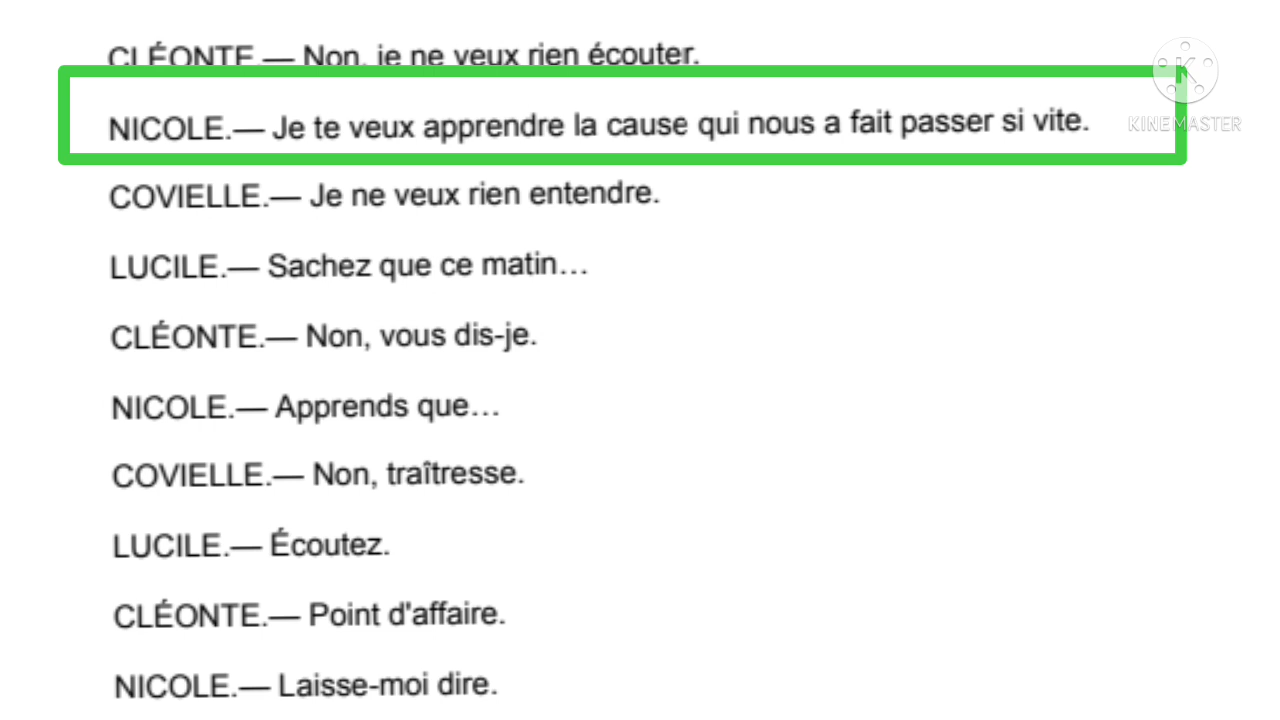 CLÉONTE.— Non, je ne veux rien écouter.
NICOLE.— Je te veux apprendre la cause qui nous a fait passer si vite.
COVIELLE.— Je ne veux rien entendre.
LUCILE.— Sachez que ce matin…
CLÉONTE.— Non, vous dis-je.
NICOLE.— Apprends que…
COVIELLE.— Non, traîtresse.
LUCILE.— Écoutez.
CLÉONTE.— Point d'affaire.
NICOLE.— Laisse-moi dire.
K
KINEMASTER